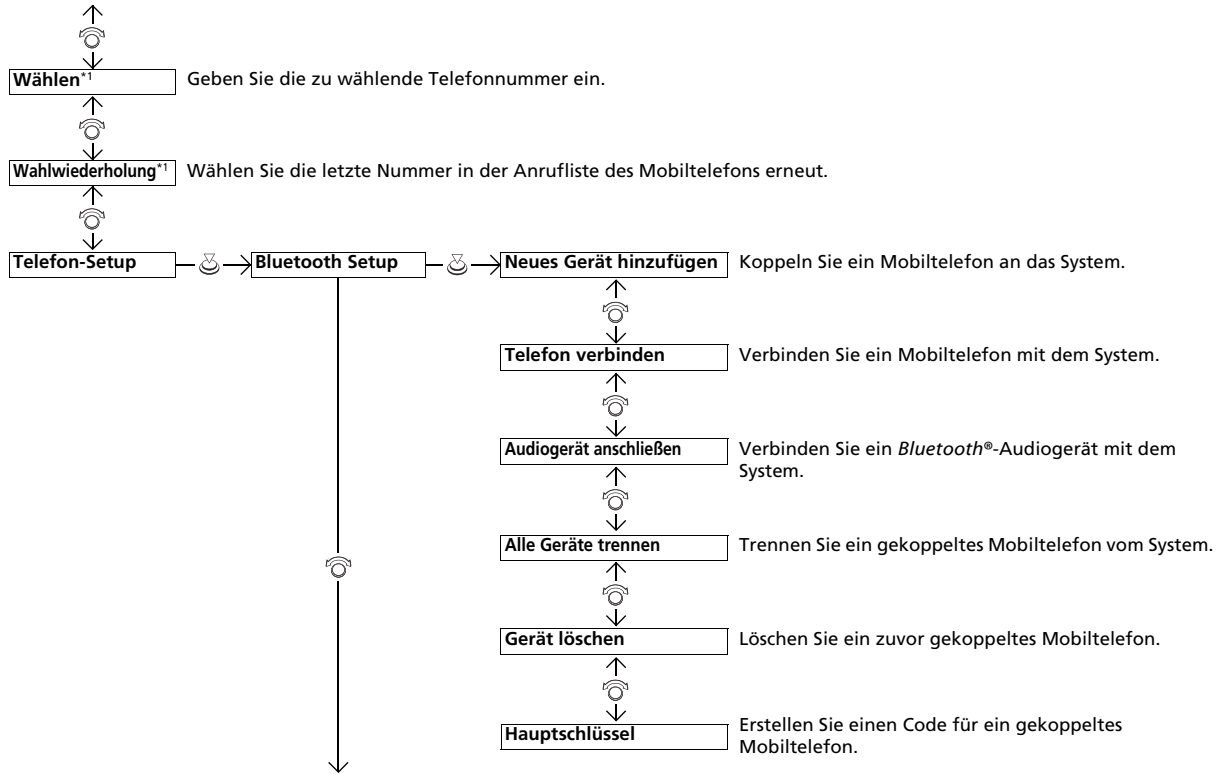 Wählen*1 Geben Sie die zu wählende Telefonnummer ein.
Wahlwiederholung*1 Wählen Sie die letzte Nummer in der Anrufliste des Mobiltelefons erneut.
Telefon-Setup Bluetooth Setup Neues Gerät hinzufügen Koppeln Sie ein Mobiltelefon an das System.
Telefon verbinden Verbinden Sie ein Mobiltelefon mit dem System.
Audiogerät anschließen Verbinden Sie ein Bluetooth®-Audiogerät mit dem
System.
Alle Geräte trennen Trennen Sie ein gekoppeltes Mobiltelefon vom System.
Gerät löschen Löschen Sie ein zuvor gekoppeltes Mobiltelefon.
Hauptschlüssel Erstellen Sie einen Code für ein gekoppeltes
Mobiltelefon.